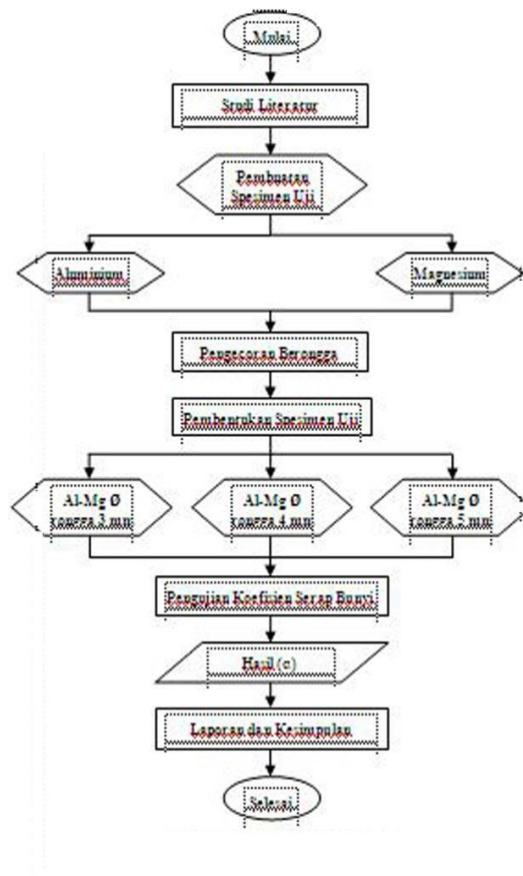 Mulai
Studi Literatur
Pembuatan
Spesimen Uji
Aluminium
Magnesium
Pengecoran Berongga
Pembentukan Spesimen Uji
Al-Mg Ø
rongga 3 mm
Al-Mg Ø
rongga 4 mm
Al-Mg Ø
rongga 5 mm
Pengujian Koefisien Serap Bunyi
Hasil (α)
Laporan dan Kesimpulan
Selesai